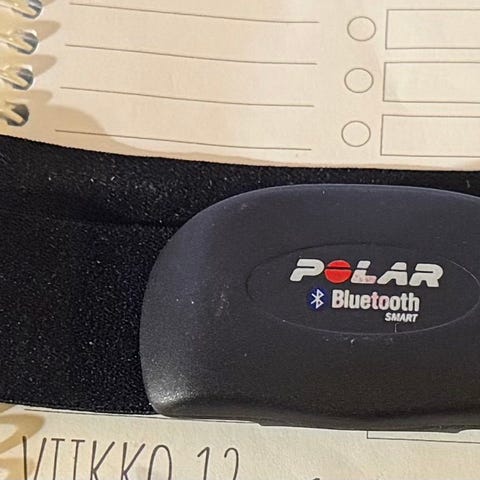 POLAR
Bluetooth
SMART
VIIKKO 12